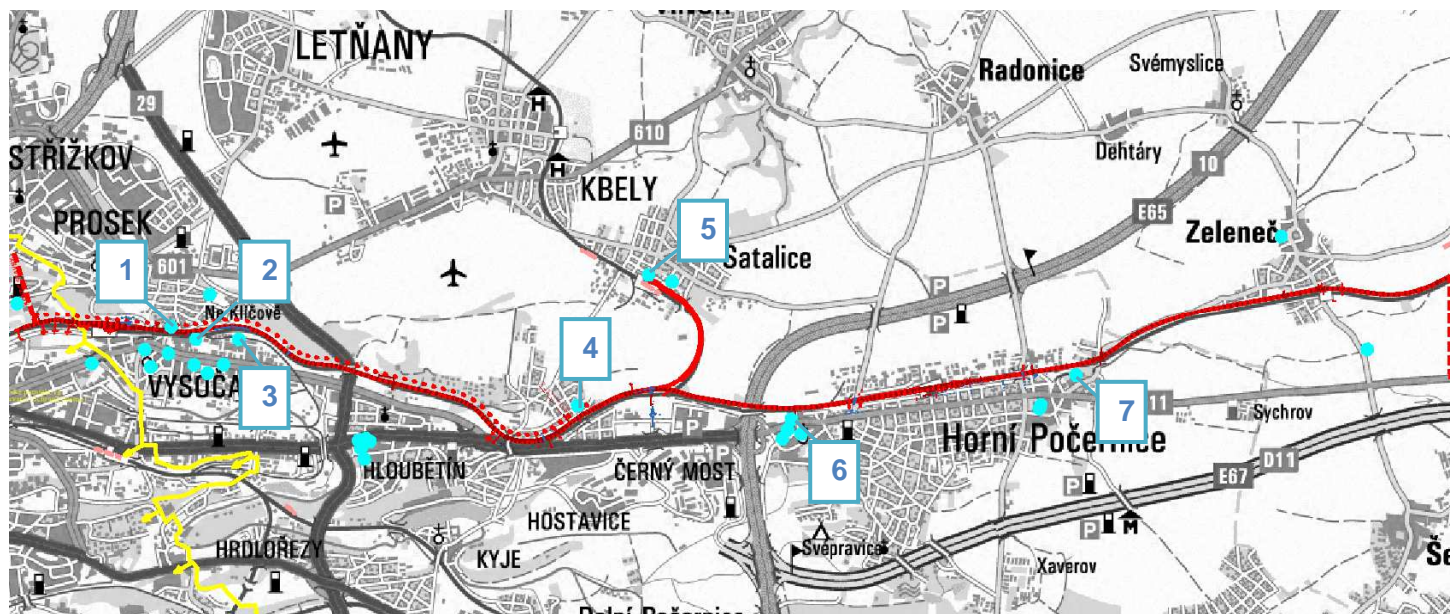 LETŇANY
Radonice
Svémyslice
29
610
Dehtáry
10
STŘÍŽKOV
KBELY
P
E65
PROSEK
Zeleneč
5
1
2
601
Satalice
P
Na Klíčově
P
4
VYSOČA
3
7
11
Sychrov
6
Horní Počernice
P
HLOUBĚTÍN
ČERNÝ MOST
P
D11
E67
P
HOSTAVICE
P
HRDLOŘEZY
KYJE
Svépravice
Xaverov